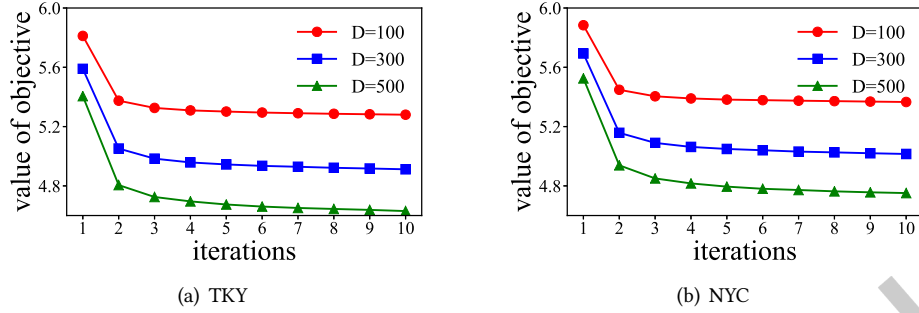 6.0
5.6
5.2
4.8
value of objective
D=100
D=300
D=500
1 2 3 4 5 6 7 8 9 10
iterations
(a) TKY
6.0
5.6
5.2
4.8
value of objective
D=100
D=300
D=500
1 2 3 4 5 6 7 8 9 10
iterations
(b) NYC